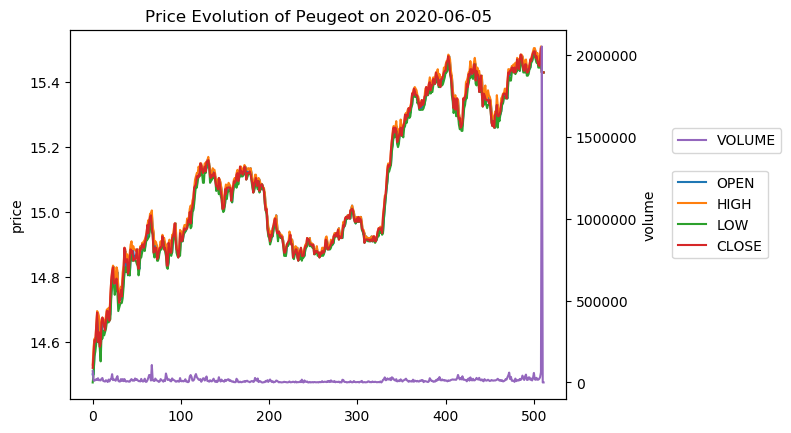 Price Evolution of Peugeot on 2020-06-05
15.4
15.2
15.0
14.8
14.6
price
0
100
200
300
400
500
2000000
1500000
1000000
500000
0
volume
VOLUME
OPEN
HIGH
LOW
CLOSE